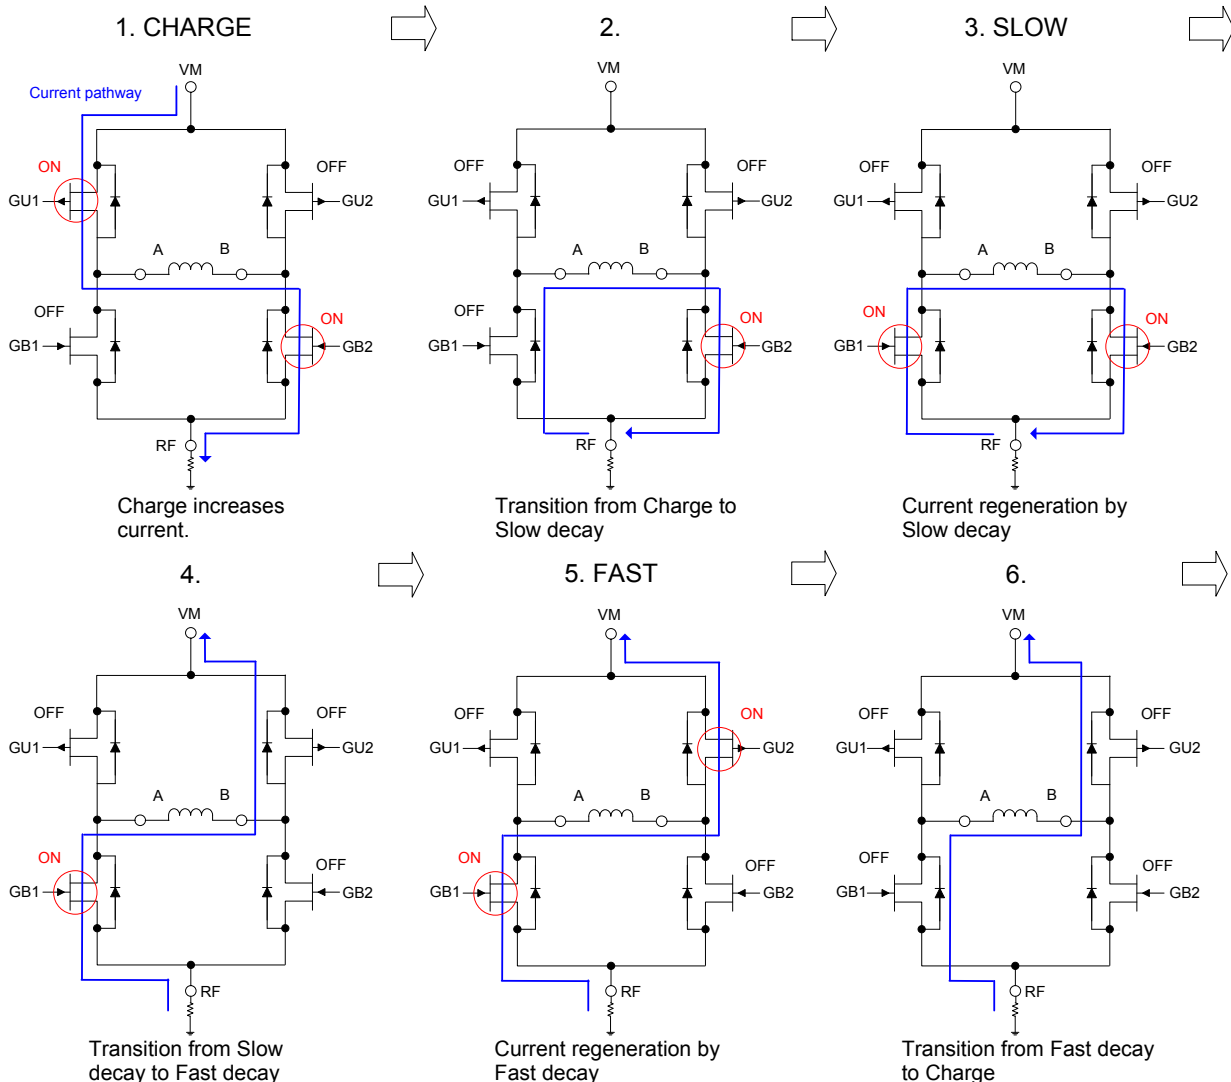 1. CHARGE
2.
3. SLOW
VM
Current pathway
ON
OFF
GU1
GU2
A
B
OFF
ON
GB1
GB2
RF
Charge increases
current.
VM
OFF
OFF
GU1
GU2
A
B
OFF
ON
GB1
GB2
RF
Transition from Charge to
Slow decay
VM
OFF
OFF
GU1
GU2
A
B
ON
ON
GB1
GB2
RF
Current regeneration by
Slow decay
4.
5. FAST
6.
VM
OFF
OFF
GU1
GU2
A
B
ON
OFF
GB1
GB2
RF
Transition from Slow
decay to Fast decay
VM
OFF
ON
GU1
GU2
A
B
ON
OFF
GB1
GB2
RF
Current regeneration by
Fast decay
VM
OFF
OFF
GU1
GU2
A
B
OFF
OFF
GB1
GB2
RF
Transition from Fast decay
to Charge